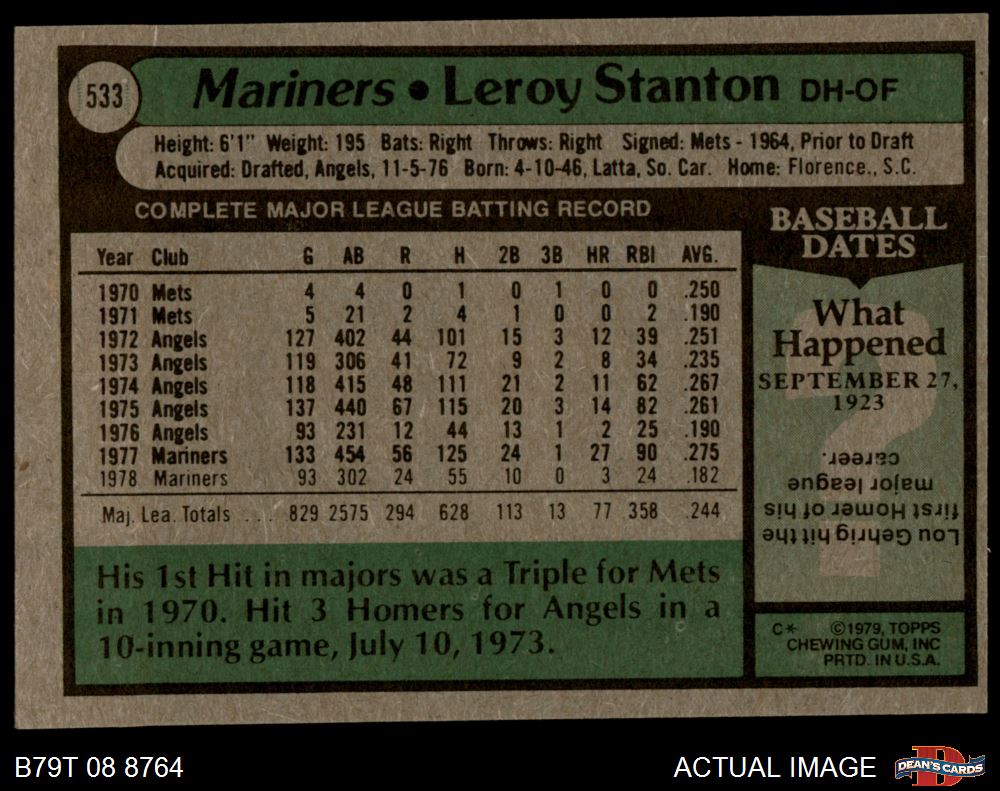 533
Mariners • Leroy Stanton DH-OF
Height: 6'1" Weight: 195 Bats: Right Throws: Right Signed: Mets - 1964, Prior to Draft
Acquired: Drafted, Angels, 11-5-76 Born: 4-10-46, Latta, So. Car. Home: Florence., S.C.
COMPLETE MAJOR LEAGUE BATTING RECORD
Year Club G AB R H 2B 3B HR RBI AVG.
1970 Mets 4 4 0 1 0 1 0 0 .250
1971 Mets 5 21 2 4 1 0 0 2 .190
1972 Angels 127 402 44 101 15 3 12 39 .251
1973 Angels 119 306 41 72 9 2 8 34 .235
1974 Angels 118 415 48 111 21 2 11 62 .267
1975 Angels 137 440 67 115 20 3 14 82 .261
1976 Angels 93 231 12 44 13 1 2 25 .190
1977 Mariners 133 454 56 125 24 1 27 90 .275
1978 Mariners 93 302 24 55 10 0 3 24 .182
Maj. Lea. Totals ... 829 2575 294 628 113 13 77 358 .244
His 1st Hit in majors was a Triple for Mets
in 1970. Hit 3 Homers for Angels in a
10-inning game, July 10, 1973.
BASEBALL
DATES
What
Happened
SEPTEMBER 27,
1923
?
Lou Gehrig hit the
first Homer of his
major league
career.
C* ©1979, TOPPS
CHEWING GUM, INC
PRTD. IN U.S.A.
B79T 08 8764
ACTUAL IMAGE
D
DEAN'S CARDS